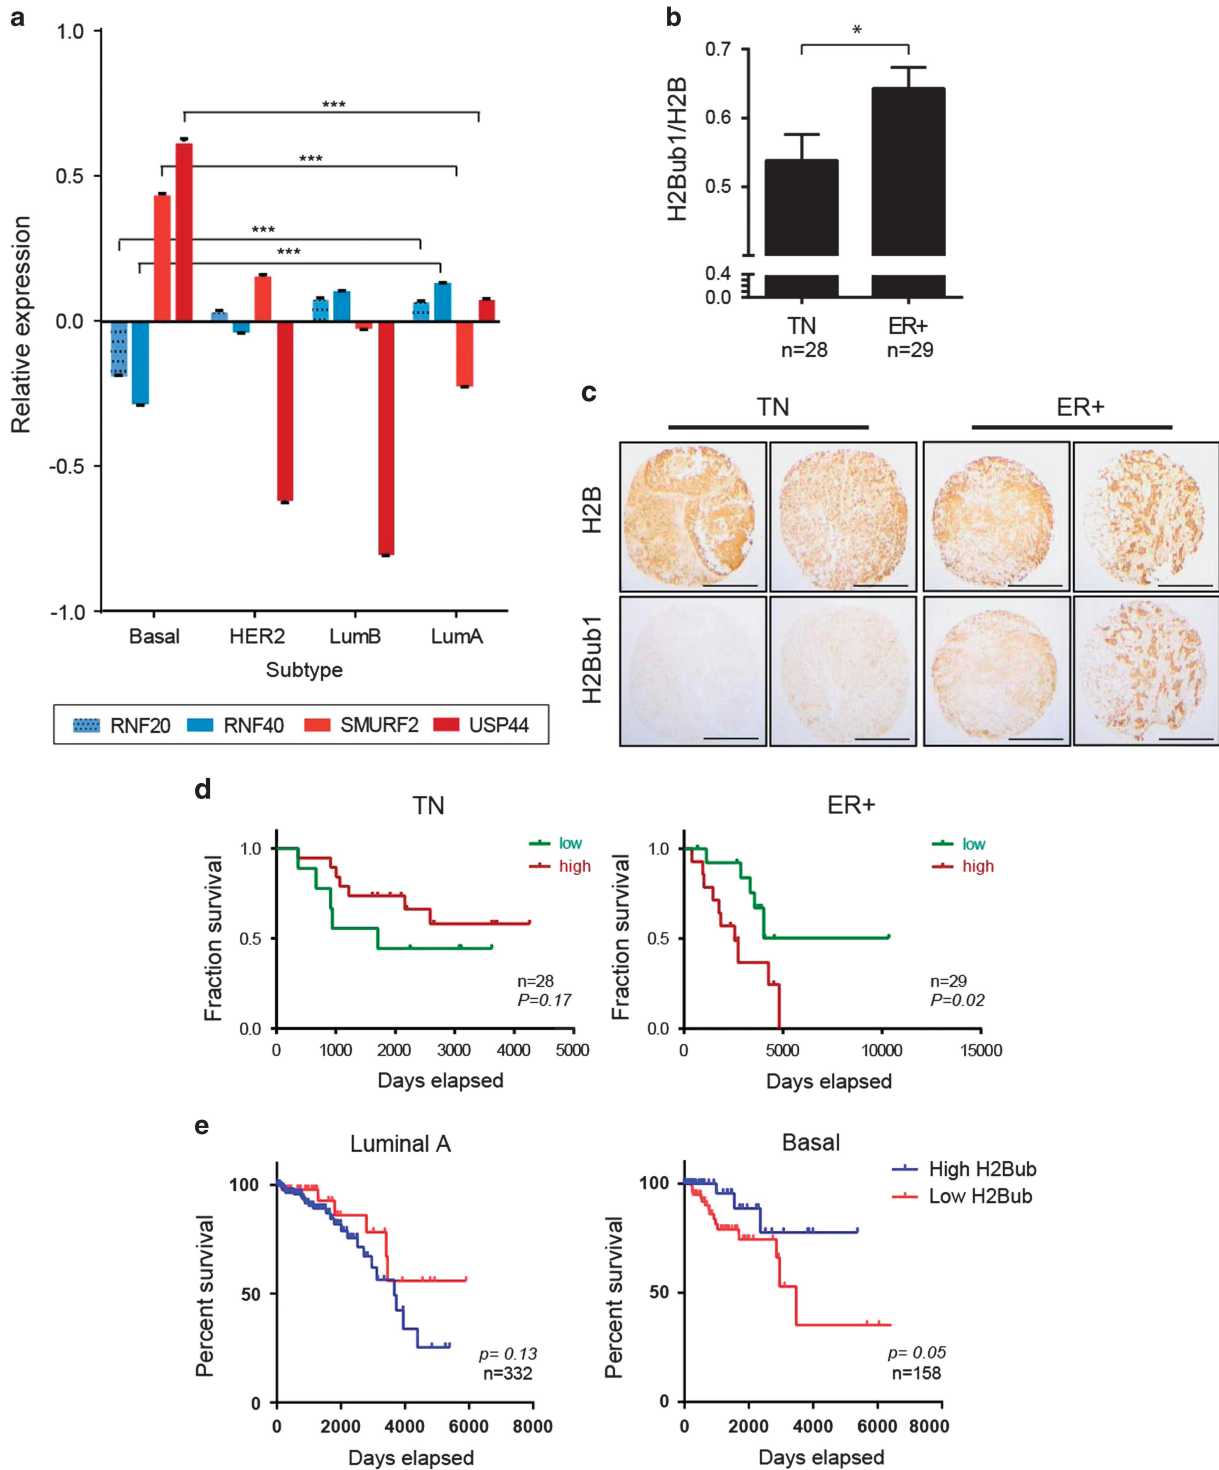 a
1.0
0.5
0.0
-0.5
-1.0
Relative expression
***
***
***
***
Basal HER2 LumB LumA
Subtype
RNF20 RNF40 SMURF2 USP44
b
0.7
0.6
0.5
0.4
0.0
H2Bub1/H2B
*
TN ER+
n=28 n=29
c
TN ER+
H2B
H2Bub1
d
TN
Fraction survival
1.0
0.5
0.0
low
high
n=28
P=0.17
0 1000 2000 3000 4000 5000
Days elapsed
ER+
Fraction survival
1.0
0.5
0.0
low
high
n=29
P=0.02
0 5000 10000 15000
Days elapsed
e
Luminal A
Percent survival
100
50
0
p= 0.13
n=332
0 2000 4000 6000 8000
Days elapsed
Basal
Percent survival
100
50
0
High H2Bub
Low H2Bub
p= 0.05
n=158
0 2000 4000 6000 8000
Days elapsed